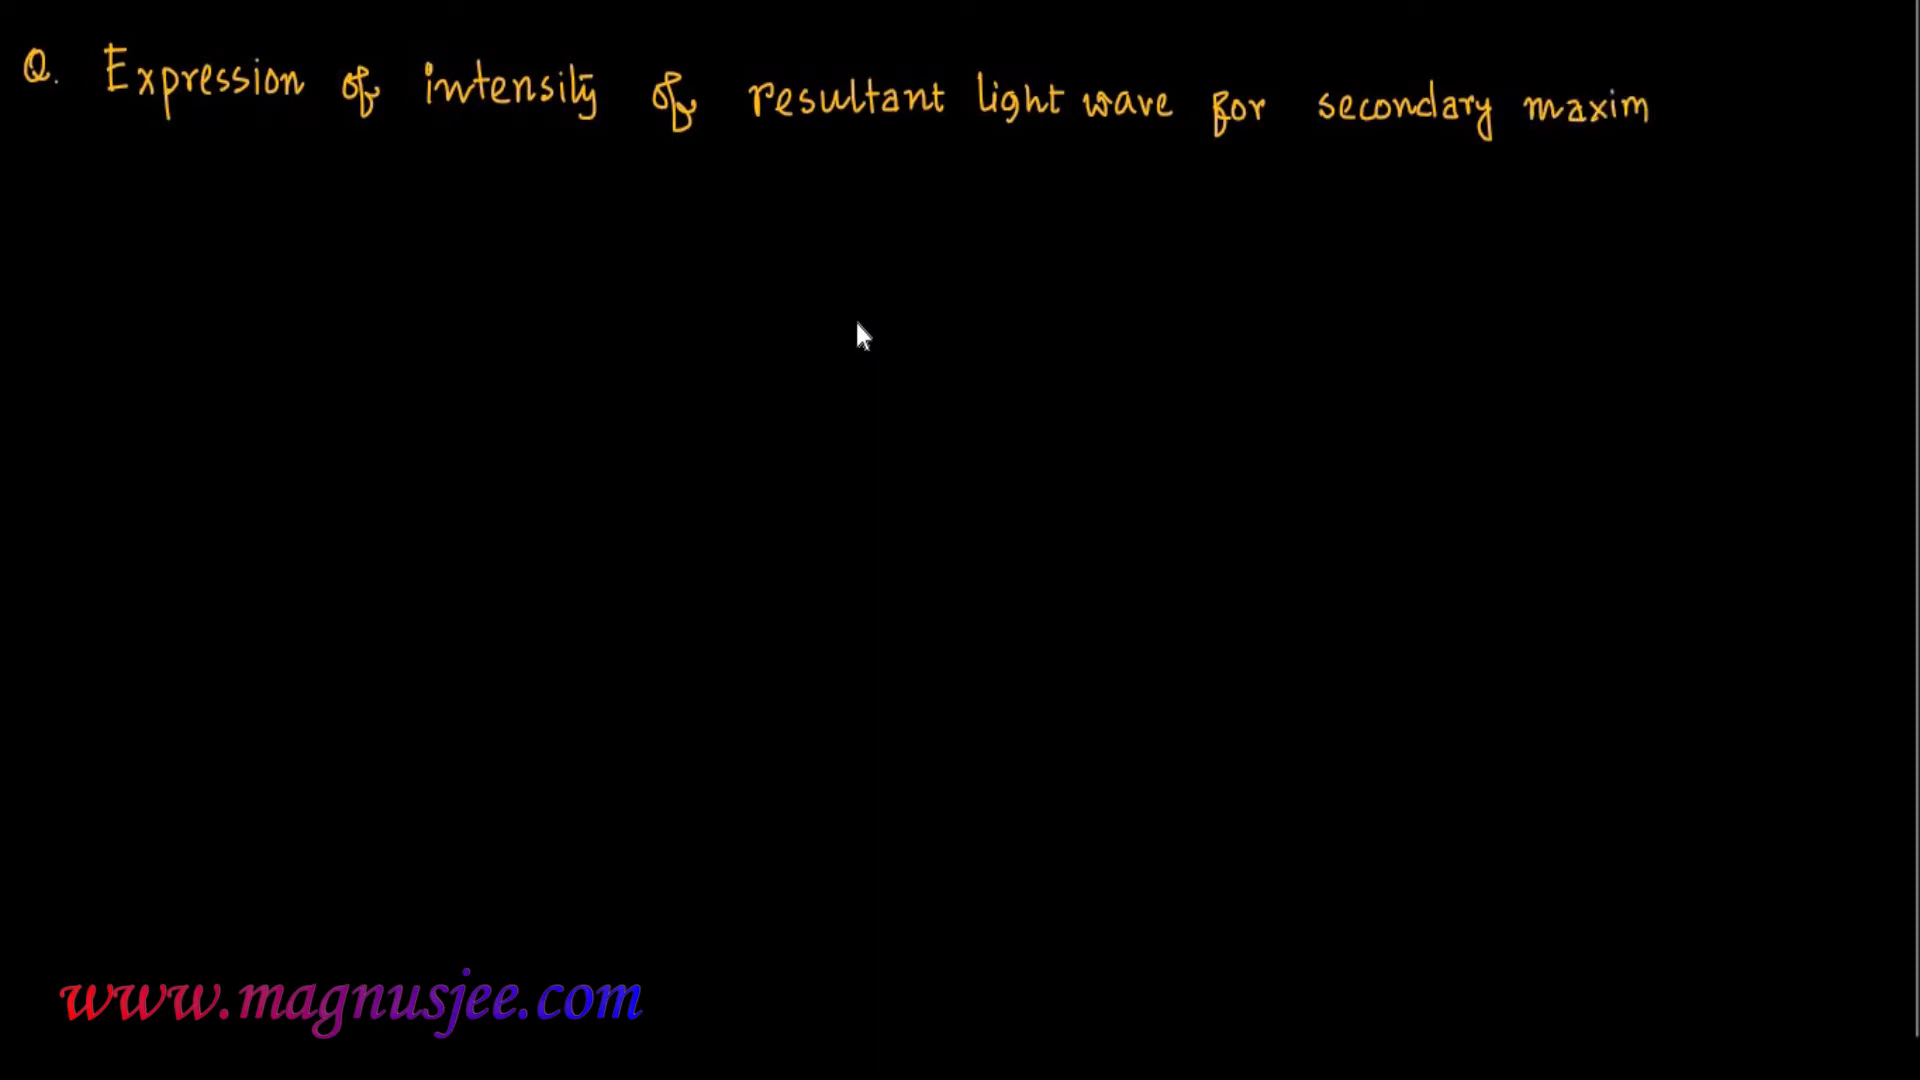 Q. Expression of intensity of resultant light wave for secondary maxim
www.magnusjee.com